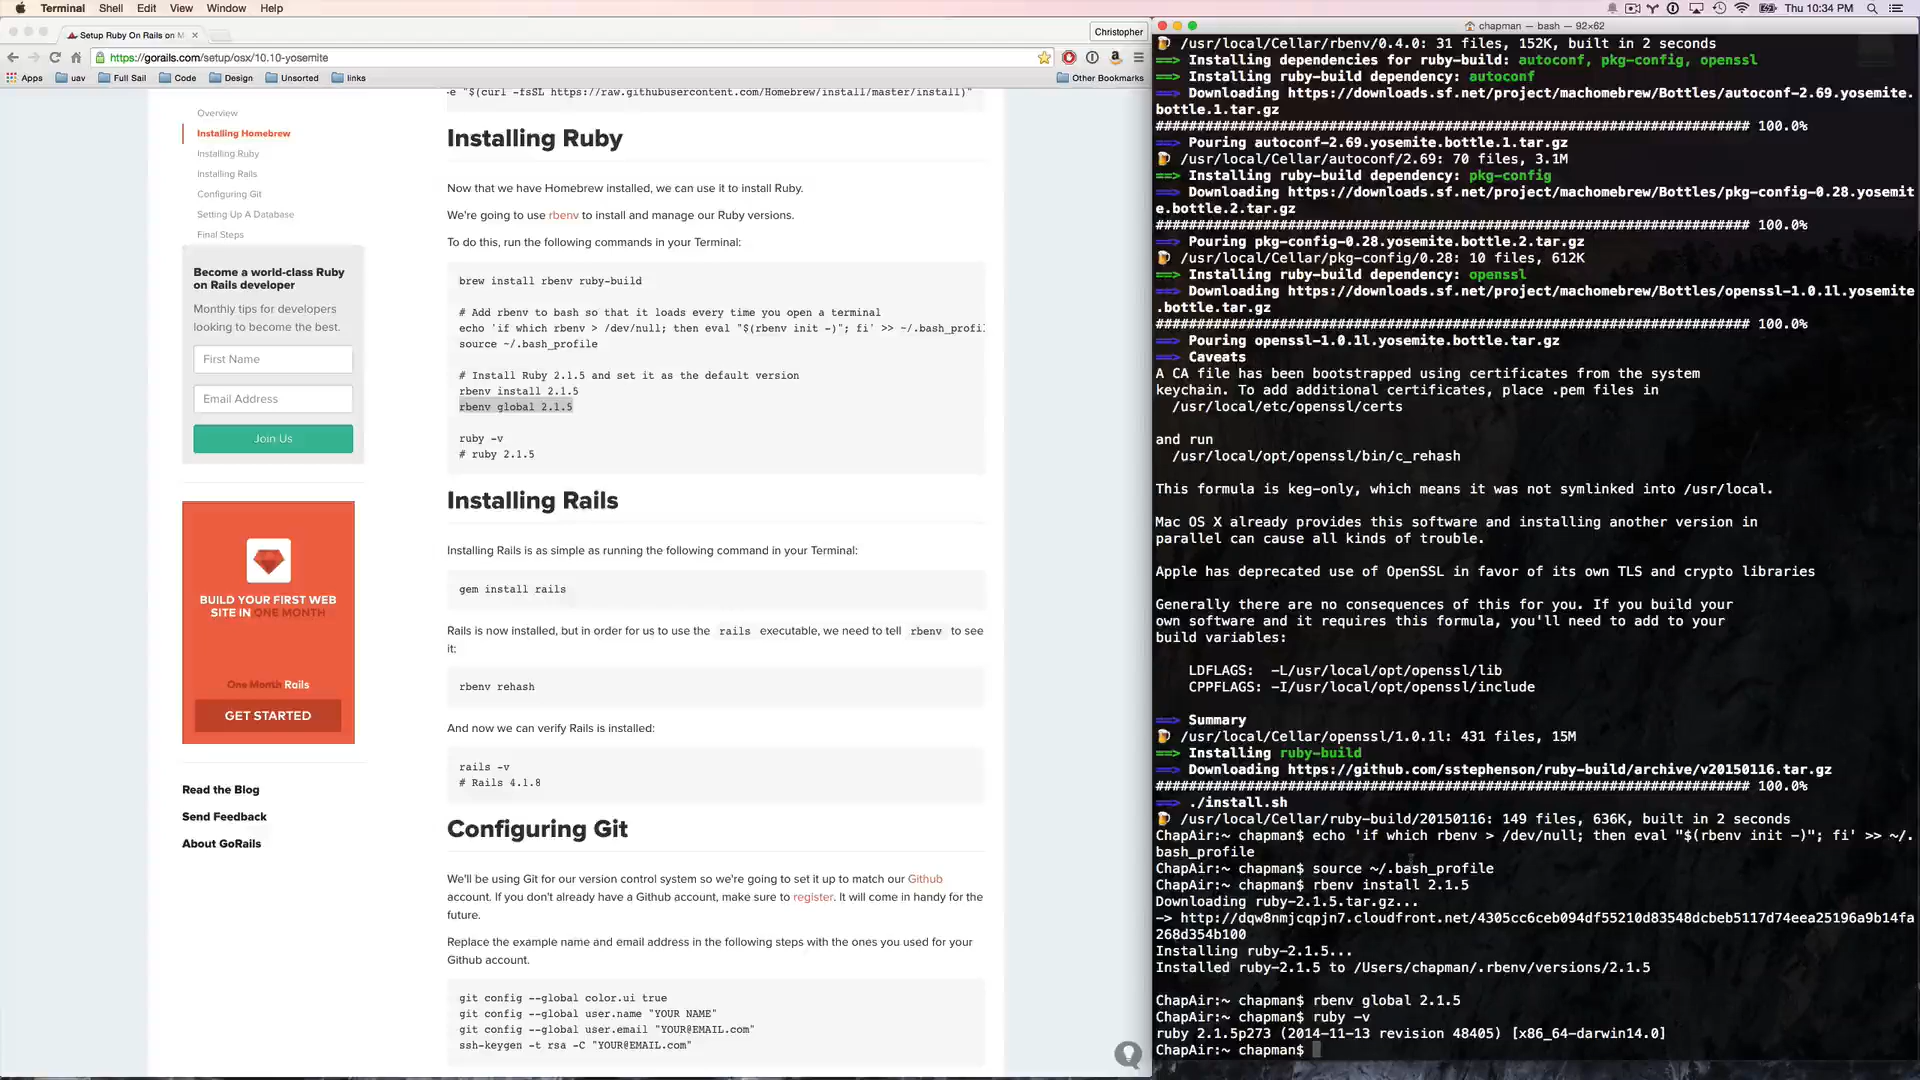 Terminal Shell Edit View Window Help
Thu 10:34 PM
Setup Ruby On Rails on M
Christopher
https://gorails.com/setup/osx/10.10-yosemite
Apps uav Full Sail Code Design Unsorted links Other Bookmarks
-e "$(curl -fsSL https://raw.githubusercontent.com/Homebrew/install/master/install)"
Overview
Installing Homebrew
Installing Ruby
Installing Rails
Configuring Git
Setting Up A Database
Final Steps
Become a world-class Ruby
on Rails developer
Monthly tips for developers
looking to become the best.
First Name
Email Address
Join Us
BUILD YOUR FIRST WEB
SITE IN ONE MONTH
One Month Rails
GET STARTED
Read the Blog
Send Feedback
About GoRails
Installing Ruby
Now that we have Homebrew installed, we can use it to install Ruby.
We're going to use rbenv to install and manage our Ruby versions.
To do this, run the following commands in your Terminal:
brew install rbenv ruby-build
# Add rbenv to bash so that it loads every time you open a terminal
echo 'if which rbenv > /dev/null; then eval "$(rbenv init -)"; fi' >> ~/.bash_profil
source ~/.bash_profile
# Install Ruby 2.1.5 and set it as the default version
rbenv install 2.1.5
rbenv global 2.1.5
ruby -v
# ruby 2.1.5
Installing Rails
Installing Rails is as simple as running the following command in your Terminal:
gem install rails
Rails is now installed, but in order for us to use the rails executable, we need to tell rbenv to see
it:
rbenv rehash
And now we can verify Rails is installed:
rails -v
# Rails 4.1.8
Configuring Git
We'll be using Git for our version control system so we're going to set it up to match our Github
account. If you don't already have a Github account, make sure to register. It will come in handy for the
future.
Replace the example name and email address in the following steps with the ones you used for your
Github account.
git config --global color.ui true
git config --global user.name "YOUR NAME"
git config --global user.email "YOUR@EMAIL.com"
ssh-keygen -t rsa -C "YOUR@EMAIL.com"
chapman — bash — 92×62
/usr/local/Cellar/rbenv/0.4.0: 31 files, 152K, built in 2 seconds
==> Installing dependencies for ruby-build: autoconf, pkg-config, openssl
==> Installing ruby-build dependency: autoconf
==> Downloading https://downloads.sf.net/project/machomebrew/Bottles/autoconf-2.69.yosemite.
bottle.1.tar.gz
######################################################################## 100.0%
==> Pouring autoconf-2.69.yosemite.bottle.1.tar.gz
/usr/local/Cellar/autoconf/2.69: 70 files, 3.1M
==> Installing ruby-build dependency: pkg-config
==> Downloading https://downloads.sf.net/project/machomebrew/Bottles/pkg-config-0.28.yosemit
e.bottle.2.tar.gz
######################################################################## 100.0%
==> Pouring pkg-config-0.28.yosemite.bottle.2.tar.gz
/usr/local/Cellar/pkg-config/0.28: 10 files, 612K
==> Installing ruby-build dependency: openssl
==> Downloading https://downloads.sf.net/project/machomebrew/Bottles/openssl-1.0.1l.yosemite
.bottle.tar.gz
######################################################################## 100.0%
==> Pouring openssl-1.0.1l.yosemite.bottle.tar.gz
==> Caveats
A CA file has been bootstrapped using certificates from the system
keychain. To add additional certificates, place .pem files in
/usr/local/etc/openssl/certs
and run
/usr/local/opt/openssl/bin/c_rehash
This formula is keg-only, which means it was not symlinked into /usr/local.
Mac OS X already provides this software and installing another version in
parallel can cause all kinds of trouble.
Apple has deprecated use of OpenSSL in favor of its own TLS and crypto libraries
Generally there are no consequences of this for you. If you build your
own software and it requires this formula, you'll need to add to your
build variables:
LDFLAGS: -L/usr/local/opt/openssl/lib
CPPFLAGS: -I/usr/local/opt/openssl/include
==> Summary
/usr/local/Cellar/openssl/1.0.1l: 431 files, 15M
==> Installing ruby-build
==> Downloading https://github.com/sstephenson/ruby-build/archive/v20150116.tar.gz
######################################################################## 100.0%
==> ./install.sh
/usr/local/Cellar/ruby-build/20150116: 149 files, 636K, built in 2 seconds
ChapAir:~ chapman$ echo 'if which rbenv > /dev/null; then eval "$(rbenv init -)"; fi' >> ~/.
bash_profile
ChapAir:~ chapman$ source ~/.bash_profile
ChapAir:~ chapman$ rbenv install 2.1.5
Downloading ruby-2.1.5.tar.gz...
-> http://dqw8nmjcqpjn7.cloudfront.net/4305cc6ceb094df55210d83548dcbeb5117d74eea25196a9b14fa
268d354b100
Installing ruby-2.1.5...
Installed ruby-2.1.5 to /Users/chapman/.rbenv/versions/2.1.5
ChapAir:~ chapman$ rbenv global 2.1.5
ChapAir:~ chapman$ ruby -v
ruby 2.1.5p273 (2014-11-13 revision 48405) [x86_64-darwin14.0]
ChapAir:~ chapman$